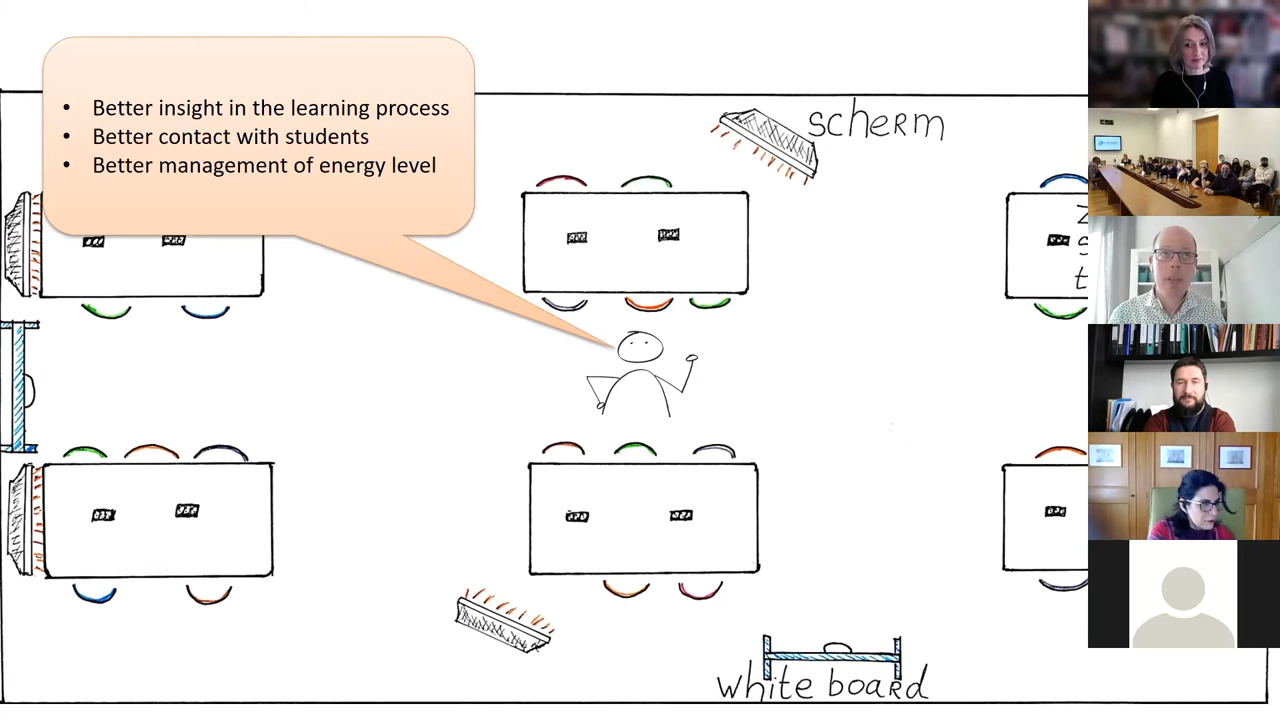 • Better insight in the learning process
• Better contact with students
• Better management of energy level
scherm
white board